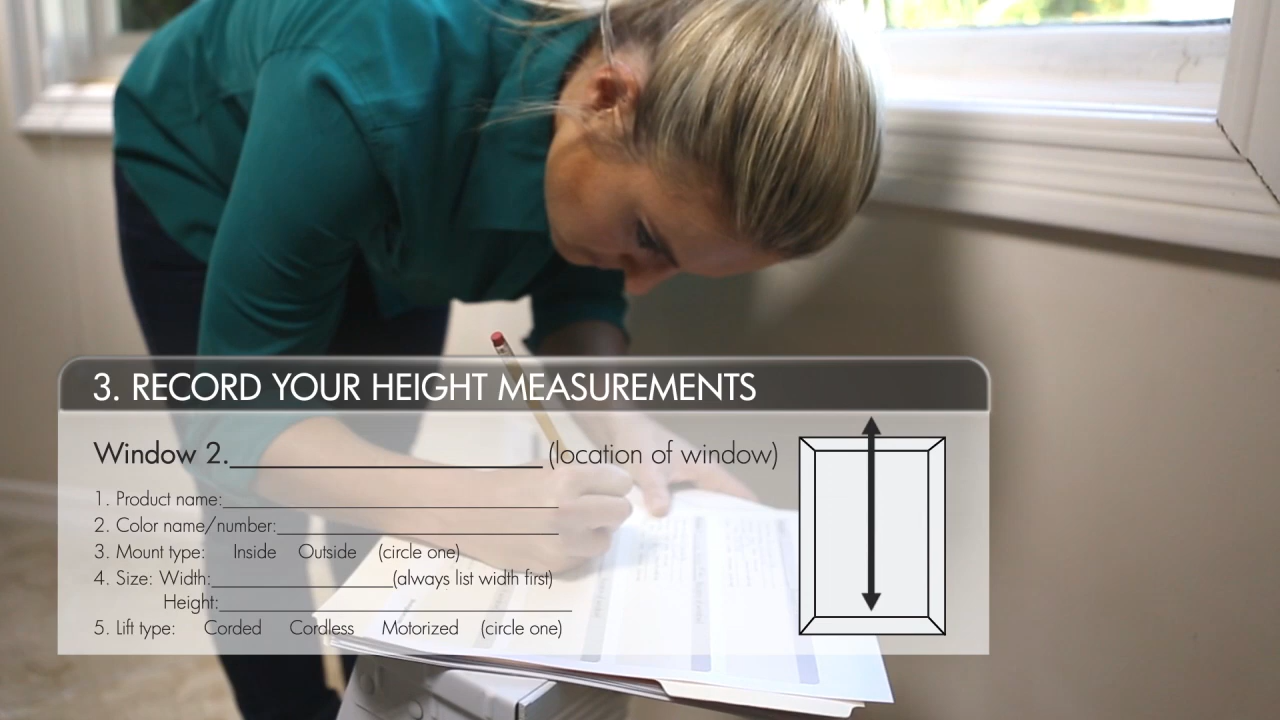 3. RECORD YOUR HEIGHT MEASUREMENTS
Window 2.____________________(location of window)
1. Product name:______________________________
2. Color name/number:_________________________
3. Mount type: Inside Outside (circle one)
4. Size: Width:________________(always list width first)
Height:______________________________
5. Lift type: Corded Cordless Motorized (circle one)